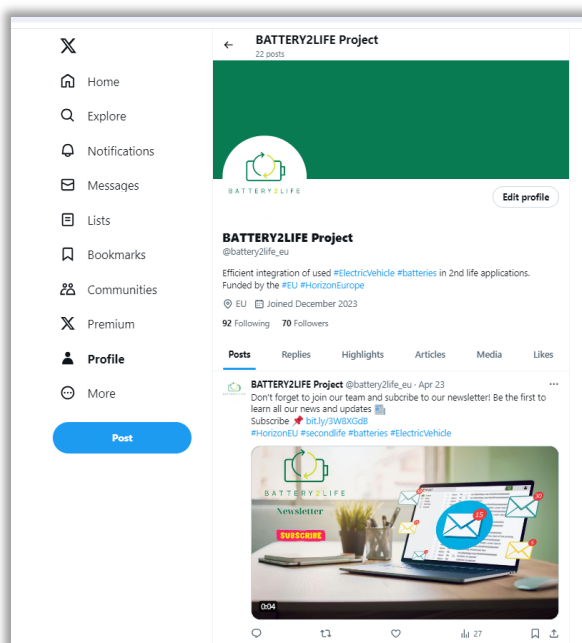 BATTERY2LIFE Project
22 posts
Home
Explore
Notifications
Messages
Lists
Bookmarks
Communities
Premium
Profile
More
Post
BATTERY2LIFE
Edit profile
BATTERY2LIFE Project
@battery2life_eu
Efficient integration of used #ElectricVehicle #batteries in 2nd life applications.
Funded by the #EU #HorizonEurope
EU Joined December 2023
92 Following 70 Followers
Posts Replies Highlights Articles Media Likes
BATTERY2LIFE Project @battery2life_eu · Apr 23
Don't forget to join our team and subcribe to our newsletter! Be the first to
learn all our news and updates
Subscribe bit.ly/3W8XGdB
#HorizonEU #secondlife #batteries #ElectricVehicle
BATTERY2LIFE
Newsletter
SUBSCRIBE
15
0:04
27